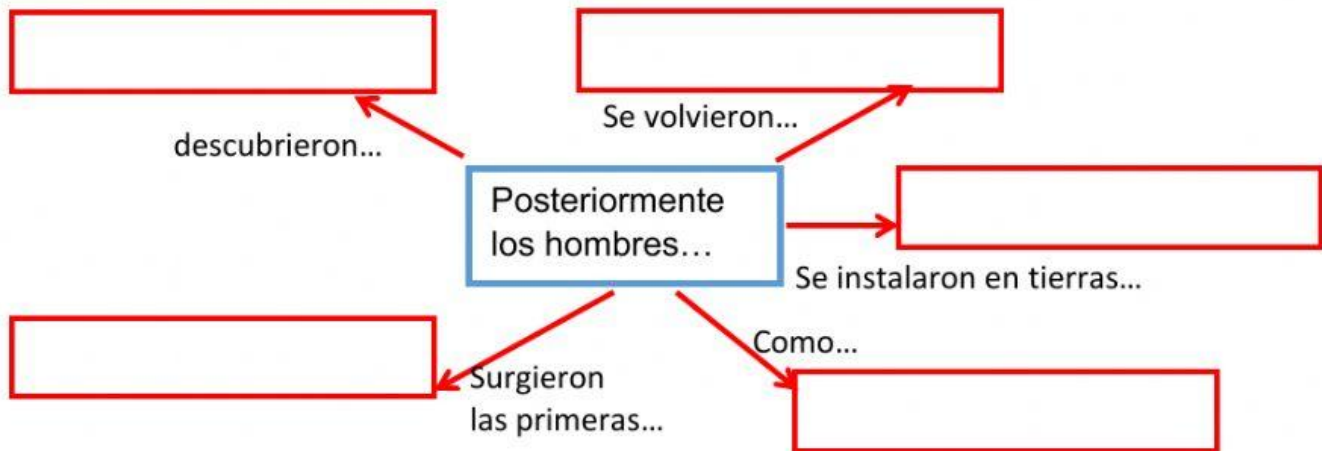 Se volvieron…
descubrieron…
Posteriormente
los hombres…
Se instalaron en tierras…
Como…
Surgieron
las primeras…